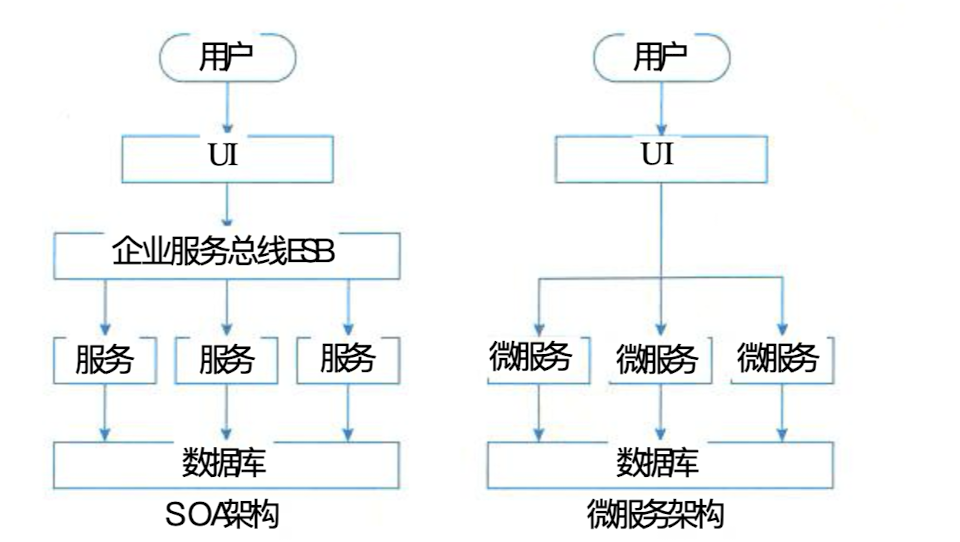 用户
UI
企业服务总线ESB
服务 服务 服务
数据库
SOA架构
用户
UI
微服务 微服务 微服务
数据库
微服务架构